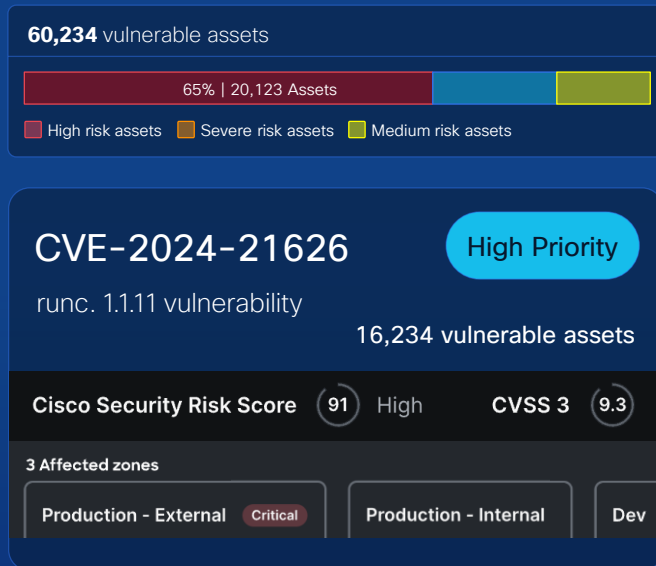 60,234 vulnerable assets
65% | 20,123 Assets
High risk assets Severe risk assets Medium risk assets
CVE-2024-21626
High Priority
runc. 1.1.11 vulnerability
16,234 vulnerable assets
Cisco Security Risk Score 91 High CVSS 3 9.3
3 Affected zones
Production - External Critical Production - Internal Dev